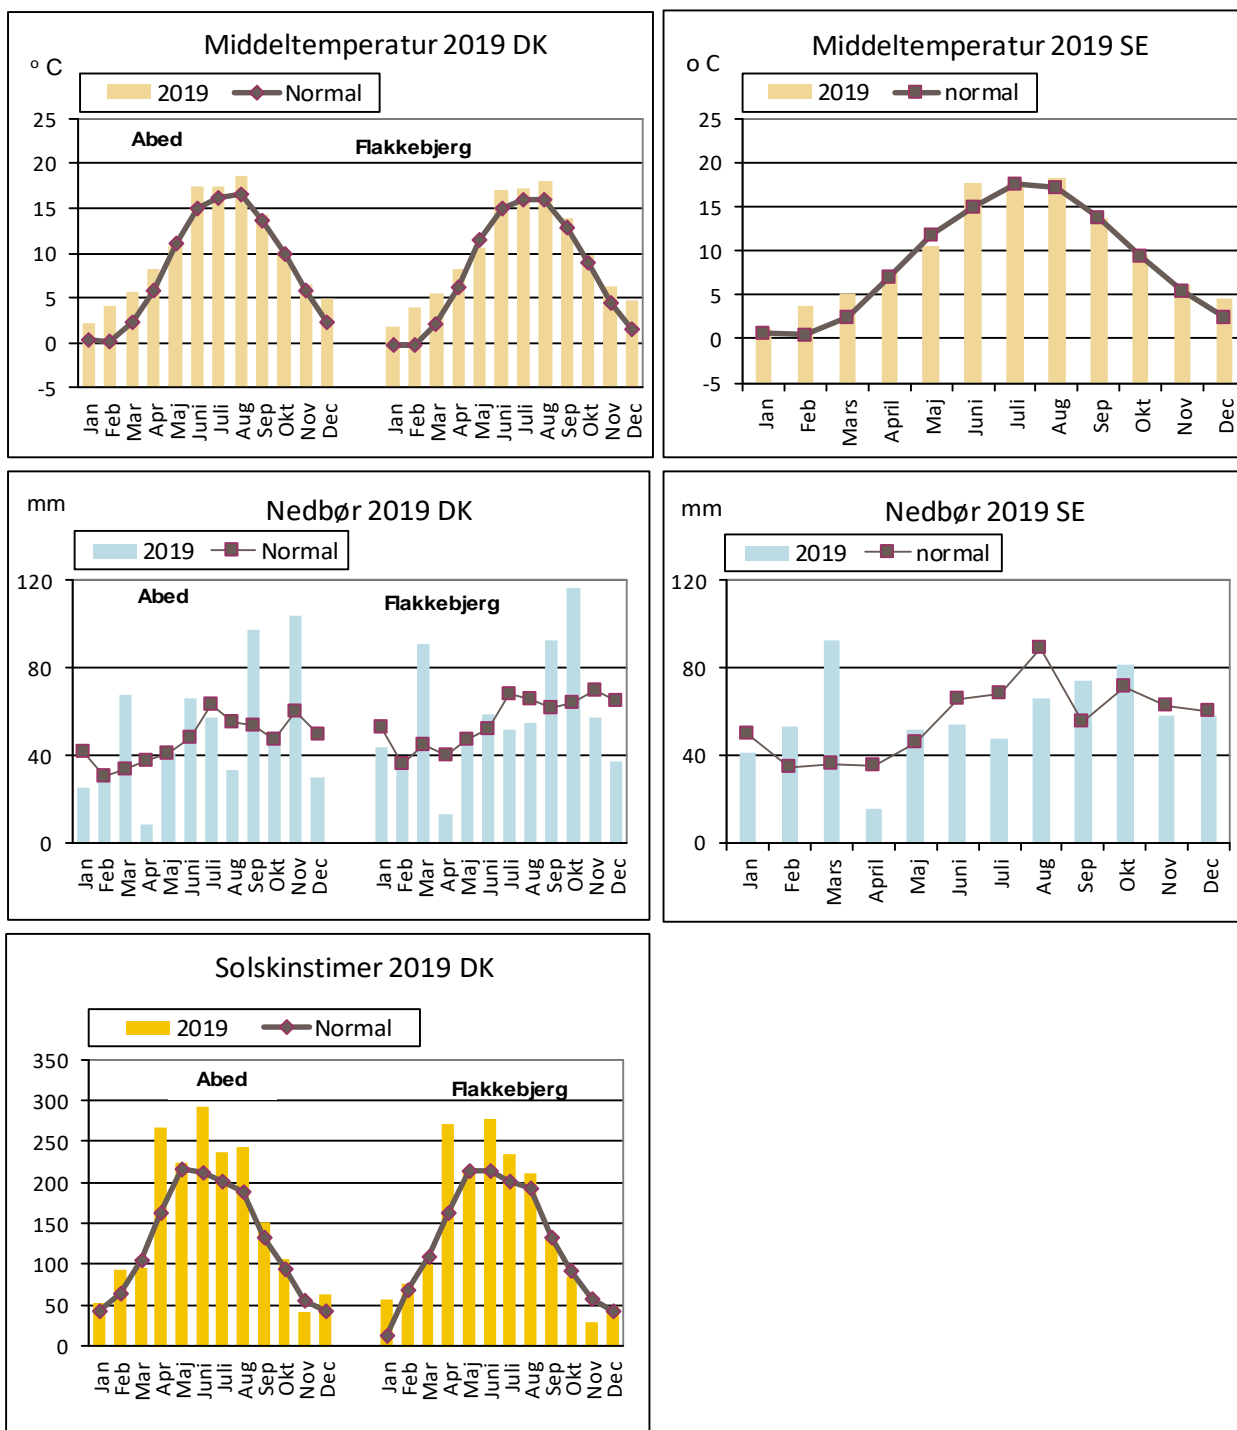 Middeltemperatur 2019 DK
° C
2019 Normal
25
20
15
10
5
0
-5
Abed
Flakkebjerg
Jan Feb Mar Apr Maj Juni Juli Aug Sep Okt Nov Dec
Jan Feb Mar Apr Maj Juni Juli Aug Sep Okt Nov Dec
Middeltemperatur 2019 SE
o C
2019 normal
25
20
15
10
5
0
-5
Jan Feb Mars April Maj Juni Juli Aug Sep Okt Nov Dec
mm
Nedbør 2019 DK
2019 Normal
120
80
40
0
Abed
Flakkebjerg
Jan Feb Mar Apr Maj Juni Juli Aug Sep Okt Nov Dec
Jan Feb Mar Apr Maj Juni Juli Aug Sep Okt Nov Dec
mm
Nedbør 2019 SE
2019 normal
120
80
40
0
Jan Feb Mars April Maj Juni Juli Aug Sep Okt Nov Dec
Solskinstimer 2019 DK
2019 Normal
350
300
250
200
150
100
50
0
Abed
Flakkebjerg
Jan Feb Mar Apr Maj Juni Juli Aug Sep Okt Nov Dec
Jan Feb Mar Apr Maj Juni Juli Aug Sep Okt Nov Dec